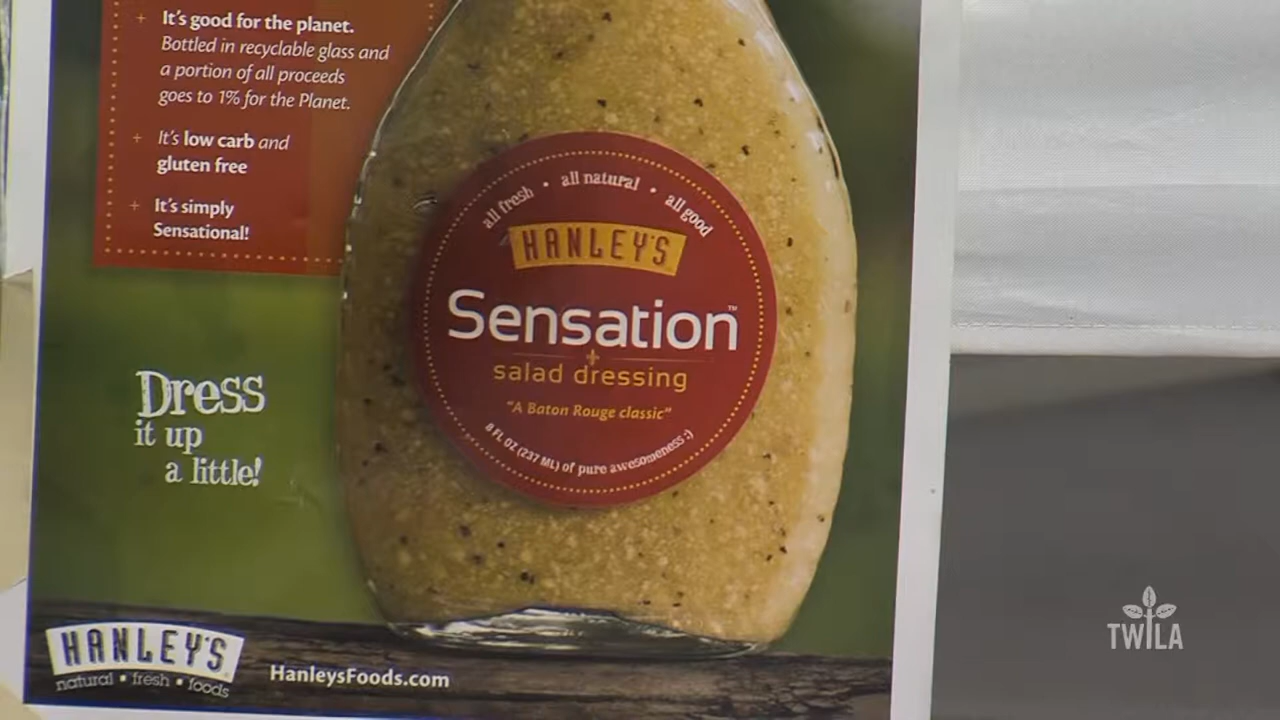 + It's good for the planet.
Bottled in recyclable glass and
a portion of all proceeds
goes to 1% for the Planet.
+ It's low carb and
gluten free
+ It's simply
Sensational!
all fresh • all natural • all good
HANLEY'S
Sensation™
salad dressing
"A Baton Rouge classic"
8 FL OZ (237 ML) of pure awesomeness :)
Dress
it up
a little!
HANLEY'S
natural • fresh • foods
HanleysFoods.com
TWILA